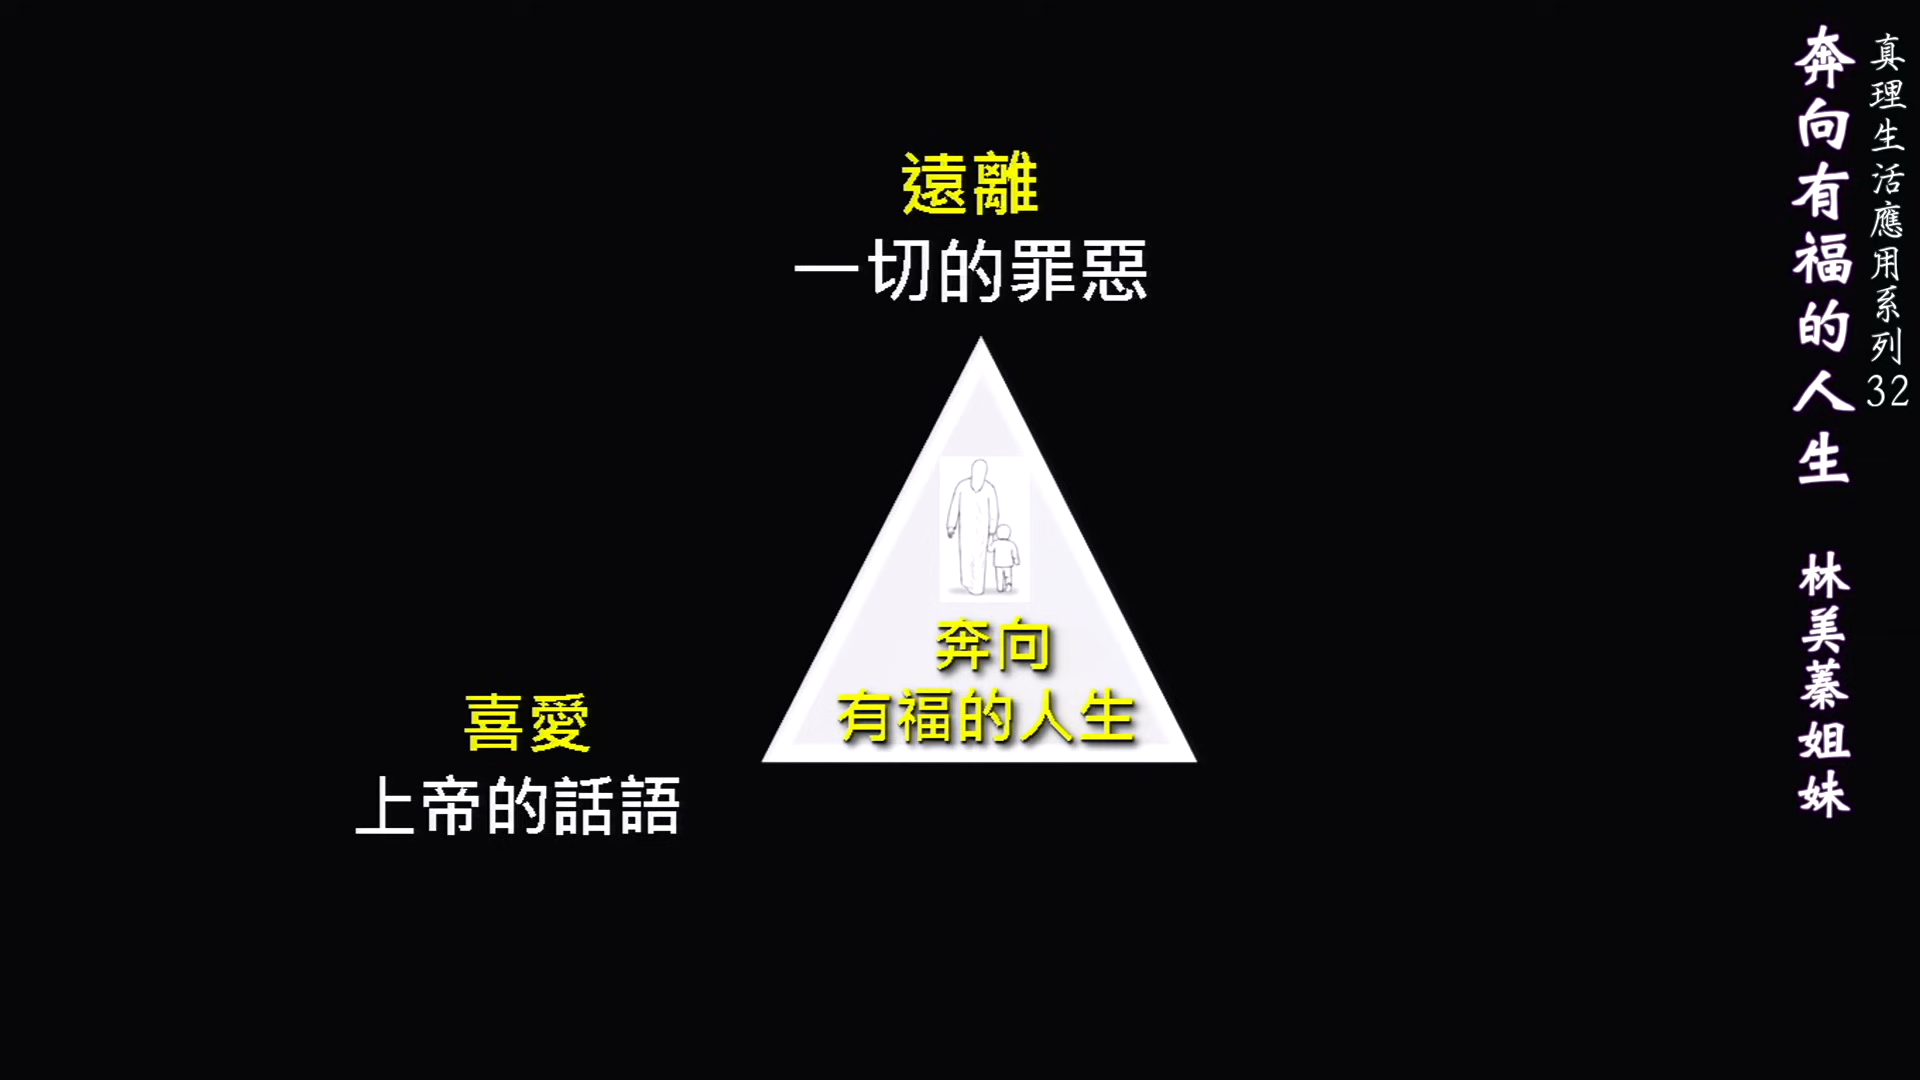 遠離
一切的罪惡
奔向
有福的人生
喜愛
上帝的話語
真理生活應用系列32
奔向有福的人生 林美蓁姐妹